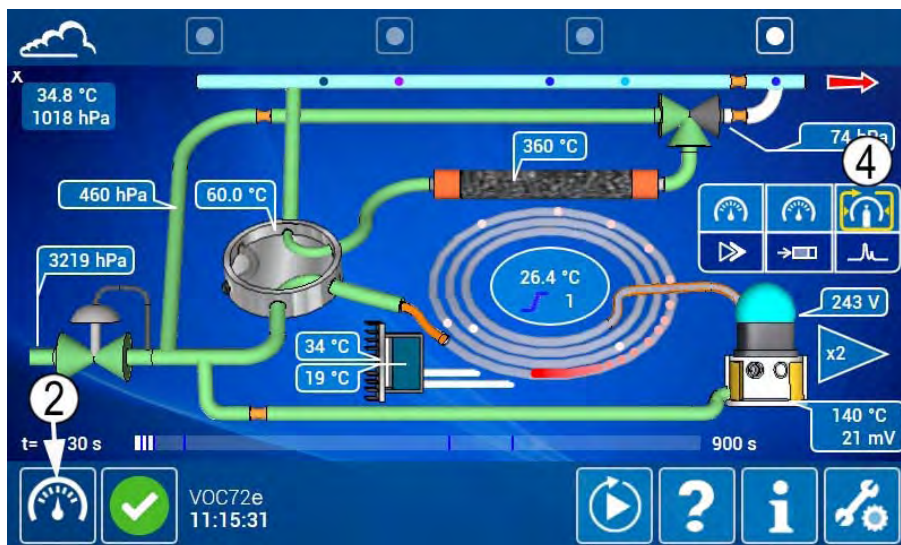 X
34.8 °C
1018 hPa
74 hPa
4
360 °C
460 hPa
60.0 °C
3219 hPa
26.4 °C
1
243 V
34 °C
19 °C
x2
2
140 °C
21 mV
t= 30 s
900 s
VOC72e
11:15:31
?
i